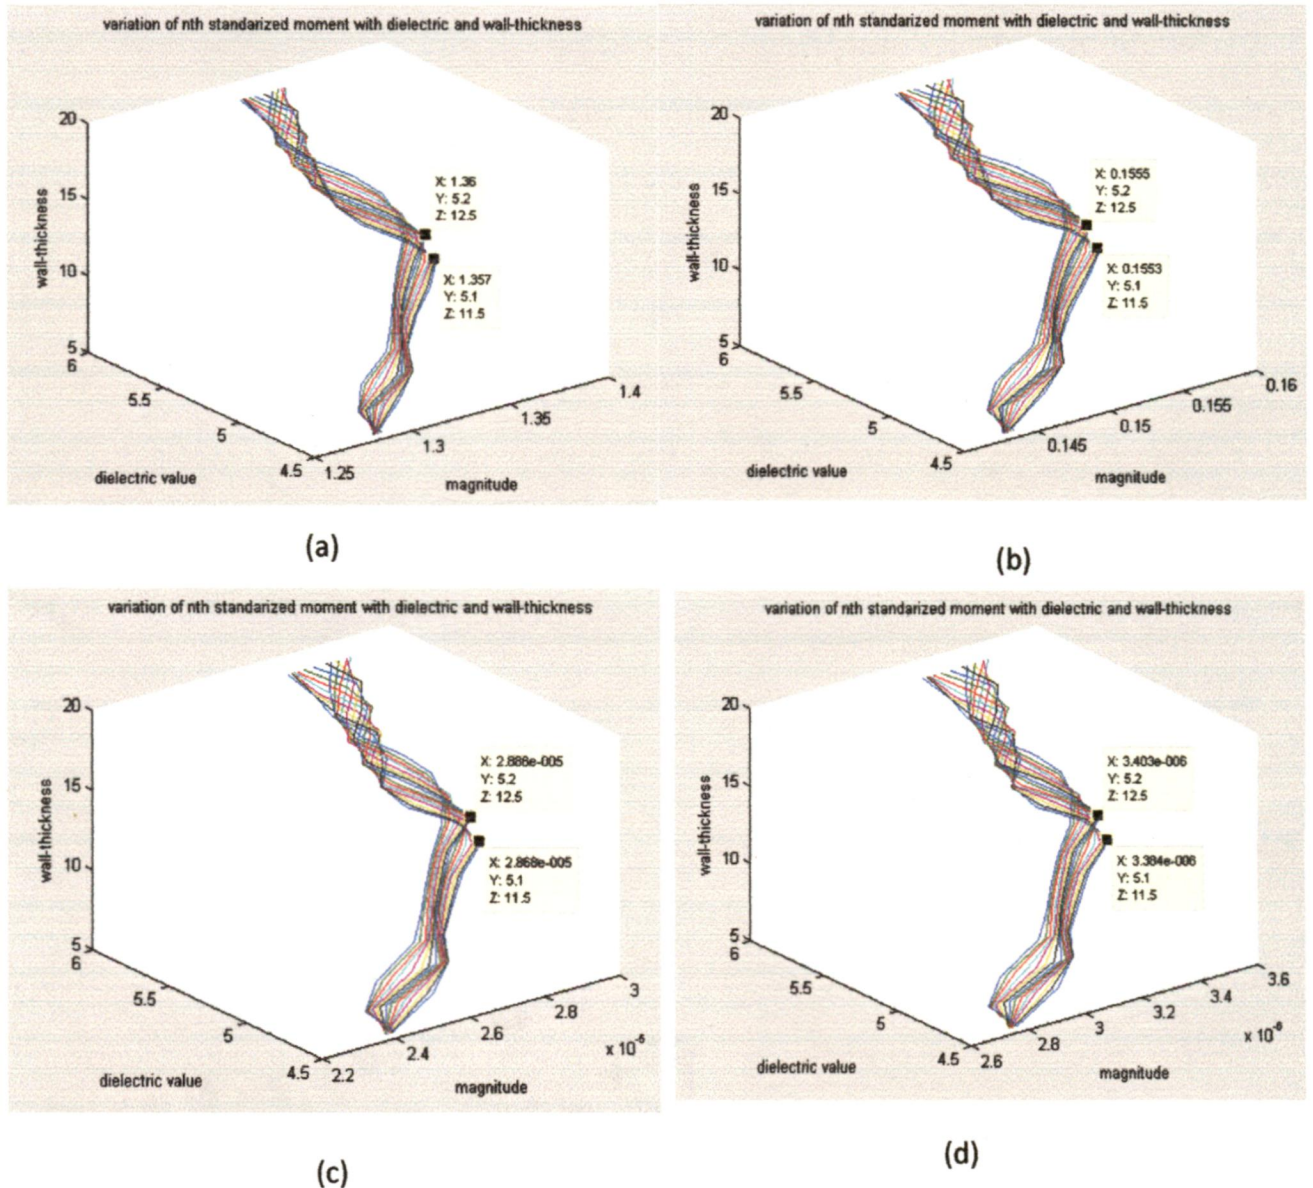 variation of nth standarized moment with dielectric and wall-thickness
20
15
10
5
6
5.5
5
4.5
1.25
1.3
1.35
1.4
wall-thickness
dielectric value
magnitude
X: 1.36
Y: 5.2
Z: 12.5
X: 1.357
Y: 5.1
Z: 11.5
(a)
variation of nth standarized moment with dielectric and wall-thickness
20
15
10
5
6
5.5
5
4.5
0.145
0.15
0.155
0.16
wall-thickness
dielectric value
magnitude
X: 0.1555
Y: 5.2
Z: 12.5
X: 0.1553
Y: 5.1
Z: 11.5
(b)
variation of nth standarized moment with dielectric and wall-thickness
20
15
10
5
6
5.5
5
4.5
2.2
2.4
2.6
2.8
3
wall-thickness
dielectric value
magnitude
X: 2.886e-005
Y: 5.2
Z: 12.5
X: 2.868e-005
Y: 5.1
Z: 11.5
(c)
variation of nth standarized moment with dielectric and wall-thickness
20
15
10
5
6
5.5
5
4.5
2.6
2.8
3
3.2
3.4
3.6
wall-thickness
dielectric value
magnitude
X: 3.403e-006
Y: 5.2
Z: 12.5
X: 3.384e-006
Y: 5.1
Z: 11.5
(d)